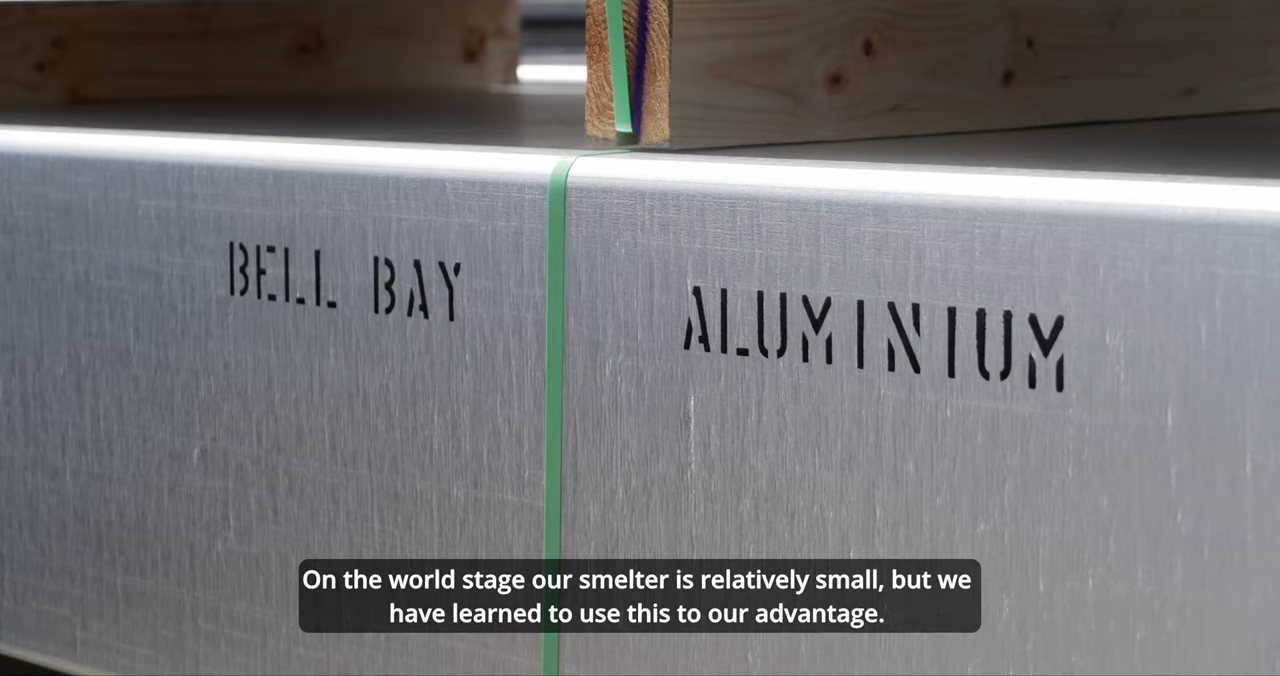 BELL BAY ALUMINIUM
On the world stage our smelter is relatively small, but we
have learned to use this to our advantage.